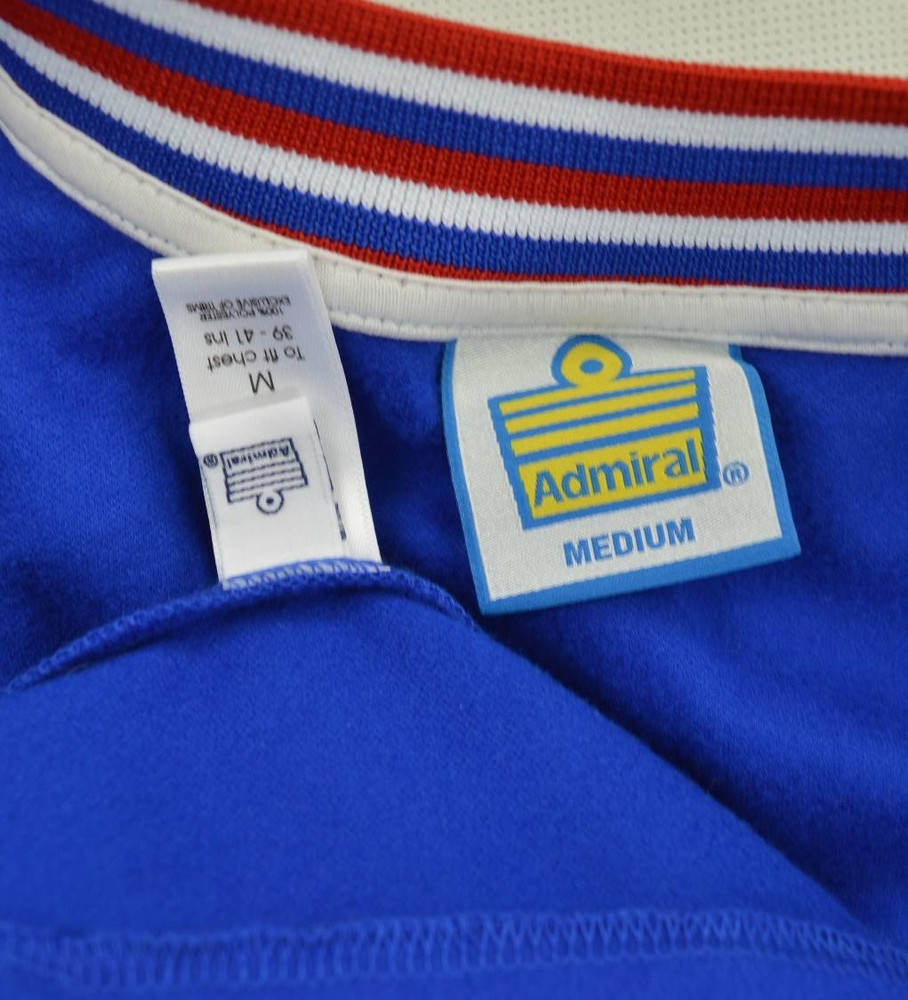 M
To fit chest
39 - 41 Ins
100% POLYESTER
EXCLUSIVE OF TRIMS
Admiral®
Admiral®
MEDIUM